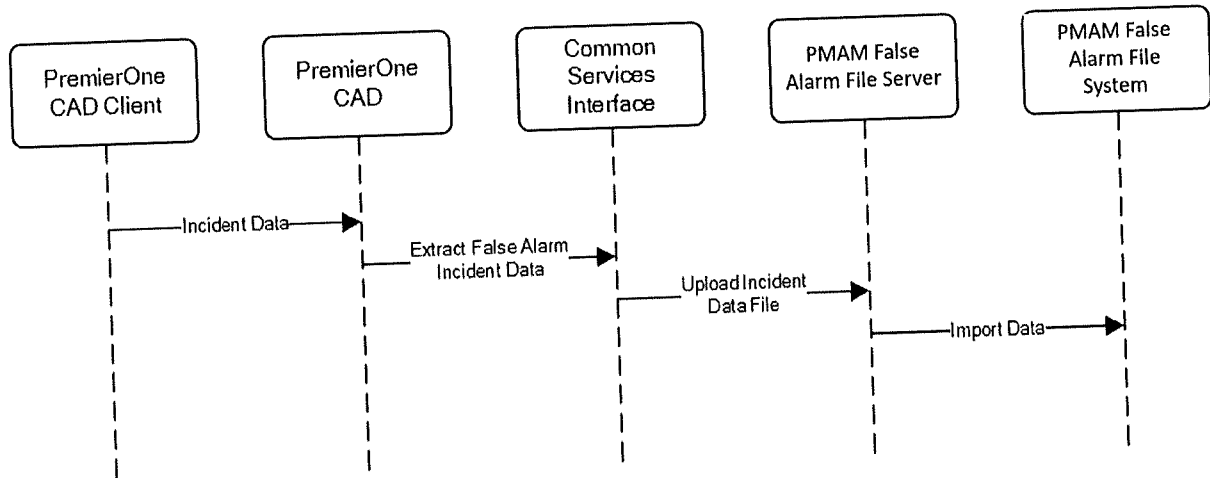 PremierOne
CAD Client
PremierOne
CAD
Common
Services
Interface
PMAM False
Alarm File Server
PMAM False
Alarm File
System
Incident Data
Extract False Alarm
Incident Data
Upload Incident
Data File
Import Data